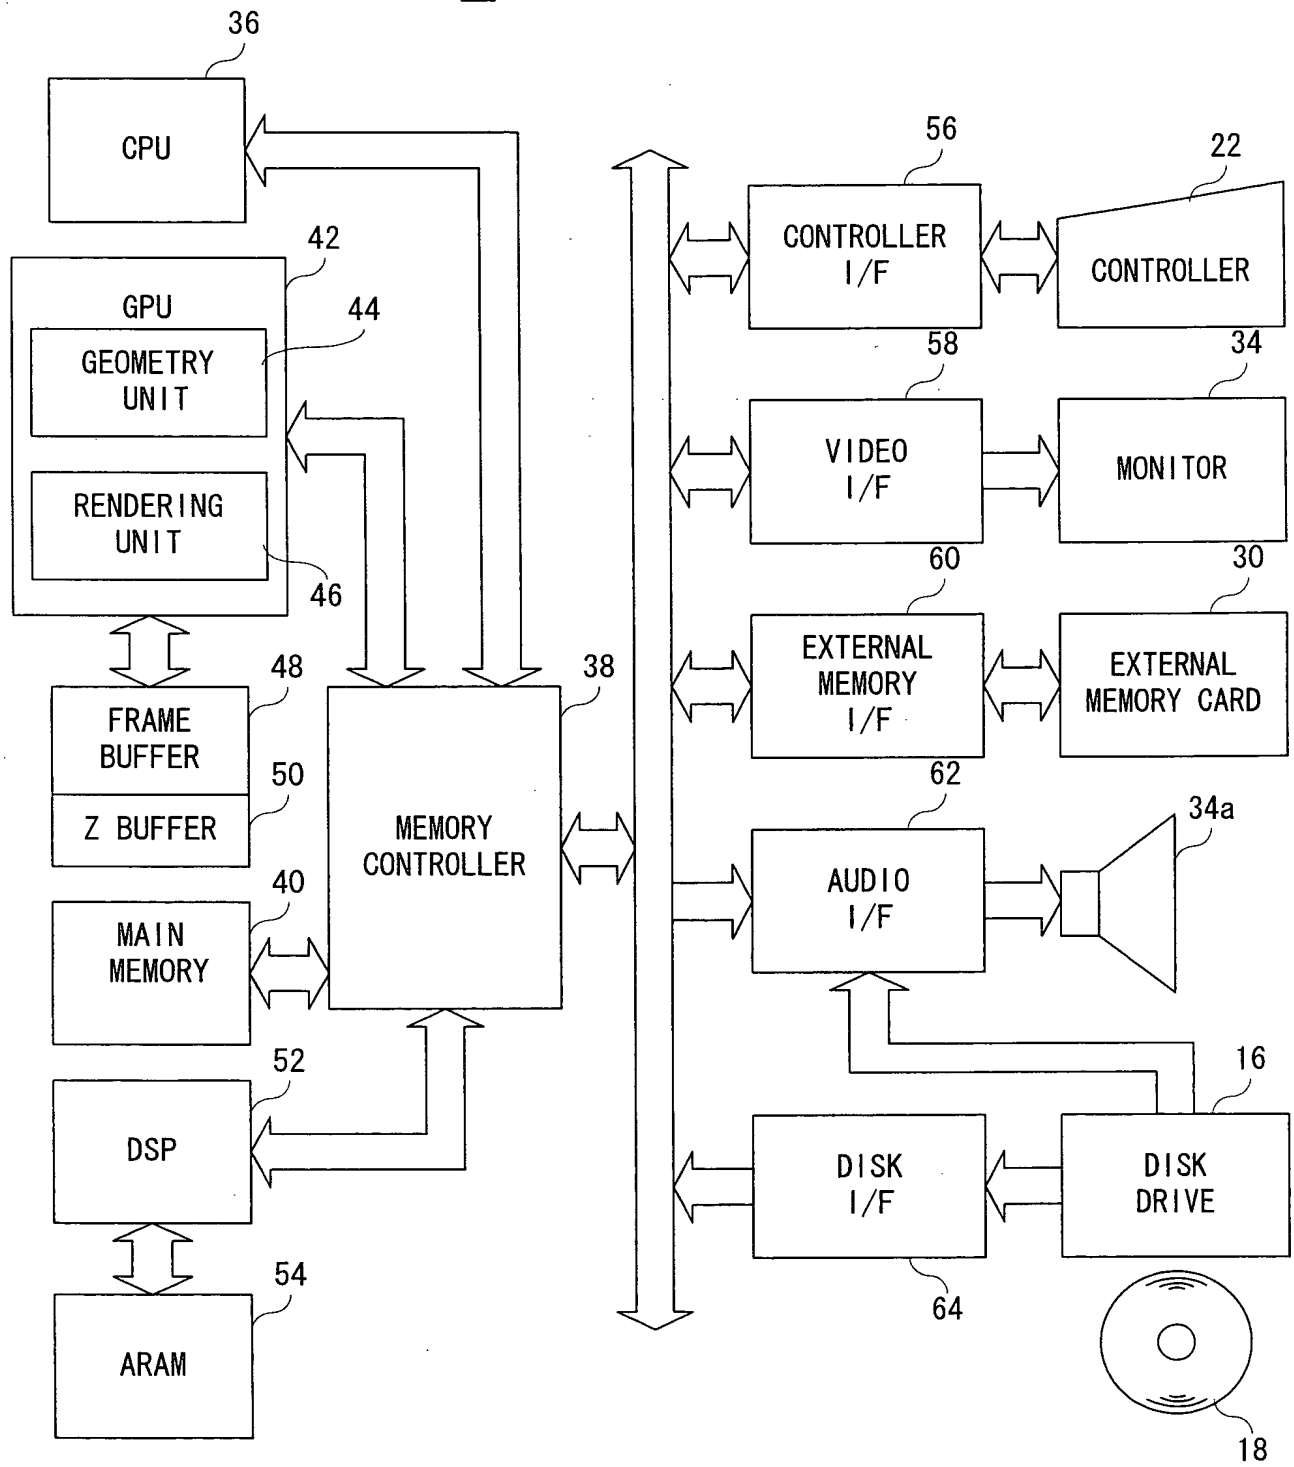 36
CPU
42
GPU
44
GEOMETRY
UNIT
RENDERING
UNIT
46
48
FRAME
BUFFER
50
Z BUFFER
40
MAIN
MEMORY
52
DSP
54
ARAM
38
MEMORY
CONTROLLER
56
CONTROLLER
I/F
22
CONTROLLER
58
VIDEO
I/F
34
MONITOR
60
EXTERNAL
MEMORY
I/F
30
EXTERNAL
MEMORY CARD
62
AUDIO
I/F
34a
16
DISK
I/F
64
DISK
DRIVE
18